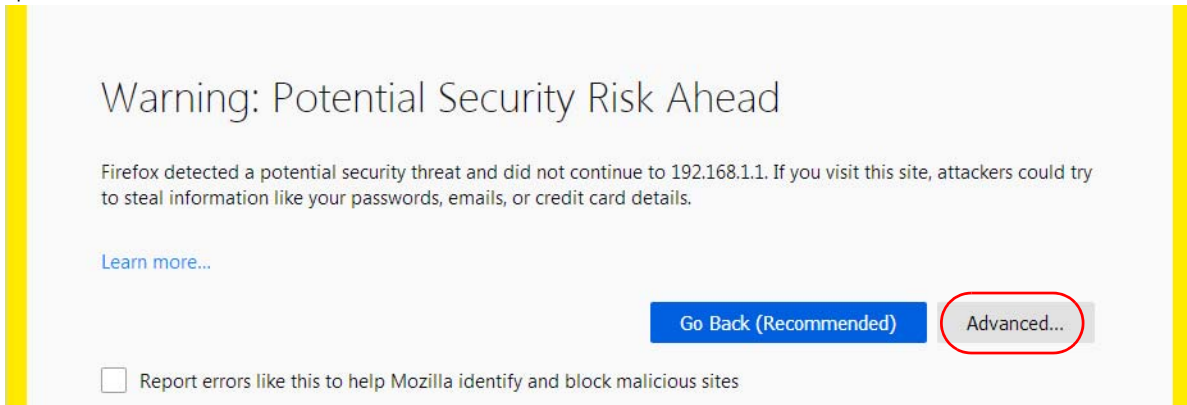 Warning: Potential Security Risk Ahead
Firefox detected a potential security threat and did not continue to 192.168.1.1. If you visit this site, attackers could try
to steal information like your passwords, emails, or credit card details.
Learn more...
Go Back (Recommended)
Advanced...
Report errors like this to help Mozilla identify and block malicious sites